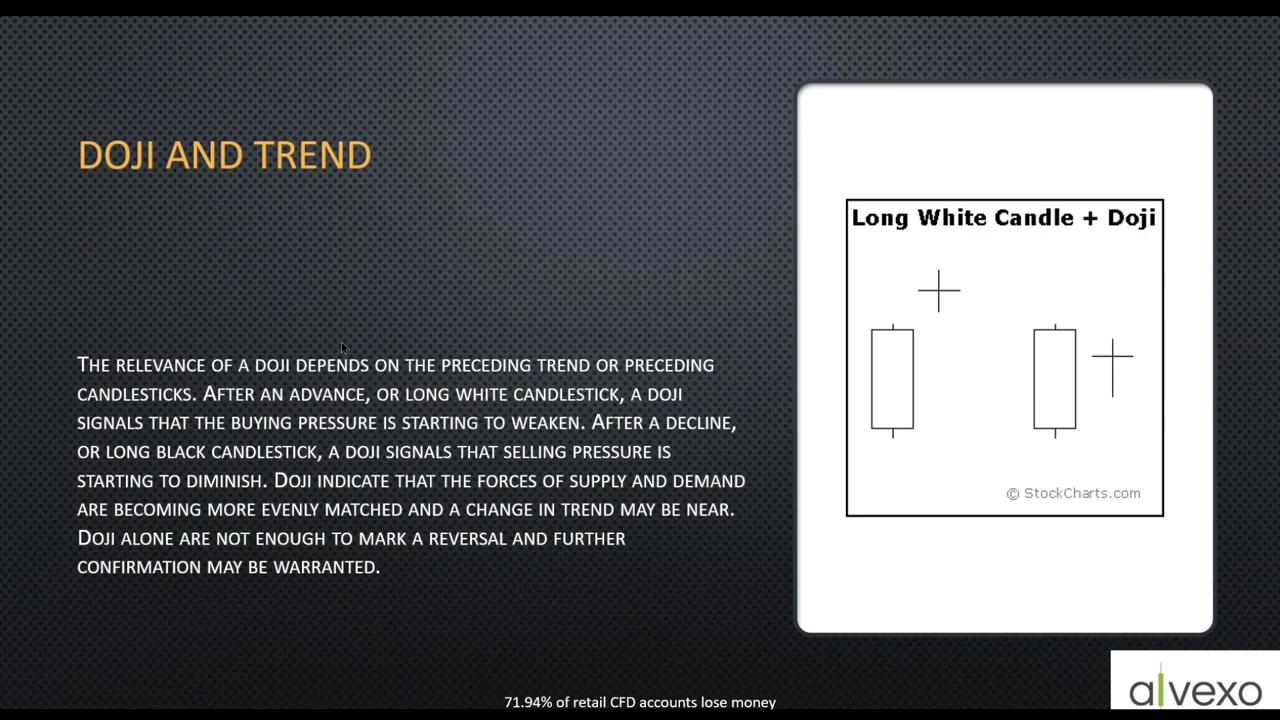 DOJI AND TREND
THE RELEVANCE OF A DOJI DEPENDS ON THE PRECEDING TREND OR PRECEDING
CANDLESTICKS. AFTER AN ADVANCE, OR LONG WHITE CANDLESTICK, A DOJI
SIGNALS THAT THE BUYING PRESSURE IS STARTING TO WEAKEN. AFTER A DECLINE,
OR LONG BLACK CANDLESTICK, A DOJI SIGNALS THAT SELLING PRESSURE IS
STARTING TO DIMINISH. DOJI INDICATE THAT THE FORCES OF SUPPLY AND DEMAND
ARE BECOMING MORE EVENLY MATCHED AND A CHANGE IN TREND MAY BE NEAR.
DOJI ALONE ARE NOT ENOUGH TO MARK A REVERSAL AND FURTHER
CONFIRMATION MAY BE WARRANTED.
Long White Candle + Doji
© StockCharts.com
71.94% of retail CFD accounts lose money
alvexo